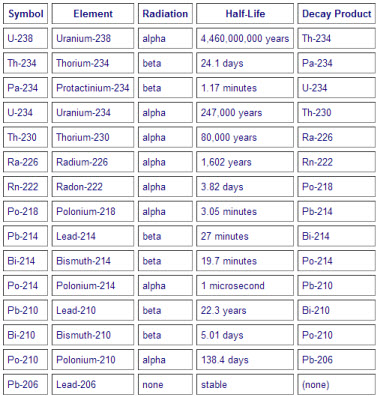 Symbol Element Radiation Half-Life Decay Product
U-238 Uranium-238 alpha 4,460,000,000 years Th-234
Th-234 Thorium-234 beta 24.1 days Pa-234
Pa-234 Protactinium-234 beta 1.17 minutes U-234
U-234 Uranium-234 alpha 247,000 years Th-230
Th-230 Thorium-230 alpha 80,000 years Ra-226
Ra-226 Radium-226 alpha 1,602 years Rn-222
Rn-222 Radon-222 alpha 3.82 days Po-218
Po-218 Polonium-218 alpha 3.05 minutes Pb-214
Pb-214 Lead-214 beta 27 minutes Bi-214
Bi-214 Bismuth-214 beta 19.7 minutes Po-214
Po-214 Polonium-214 alpha 1 microsecond Pb-210
Pb-210 Lead-210 beta 22.3 years Bi-210
Bi-210 Bismuth-210 beta 5.01 days Po-210
Po-210 Polonium-210 alpha 138.4 days Pb-206
Pb-206 Lead-206 none stable (none)